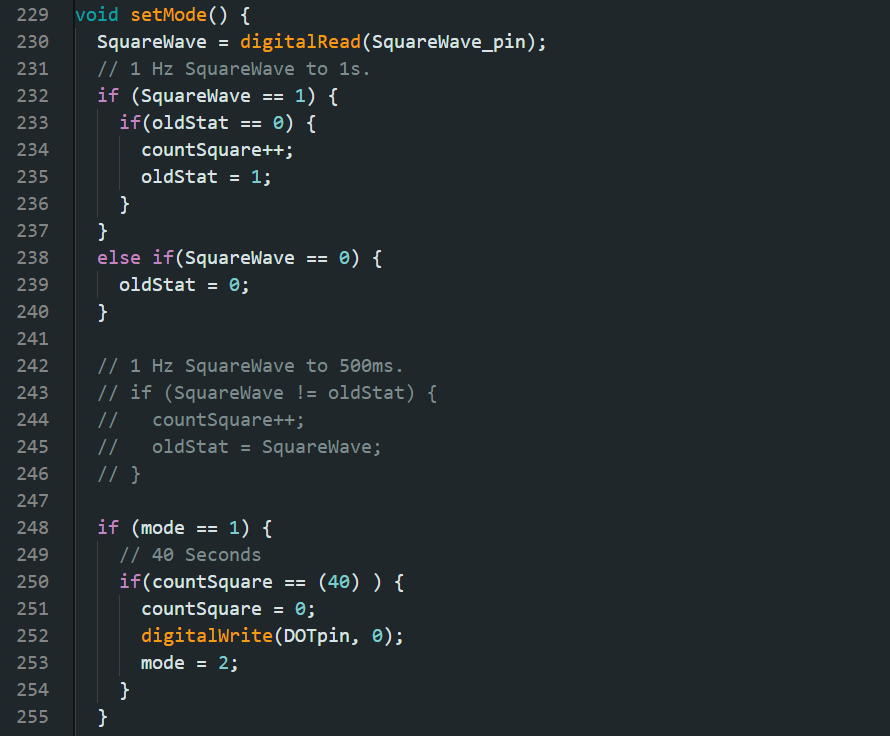 229 void setMode() {
230   SquareWave = digitalRead(SquareWave_pin);
231   // 1 Hz SquareWave to 1s.
232   if (SquareWave == 1) {
233     if(oldStat == 0) {
234       countSquare++;
235       oldStat = 1;
236     }
237   }
238   else if(SquareWave == 0) {
239     oldStat = 0;
240   }
241
242   // 1 Hz SquareWave to 500ms.
243   // if (SquareWave != oldStat) {
244   //   countSquare++;
245   //   oldStat = SquareWave;
246   // }
247
248   if (mode == 1) {
249     // 40 Seconds
250     if(countSquare == (40) ) {
251       countSquare = 0;
252       digitalWrite(DOTpin, 0);
253       mode = 2;
254     }
255   }